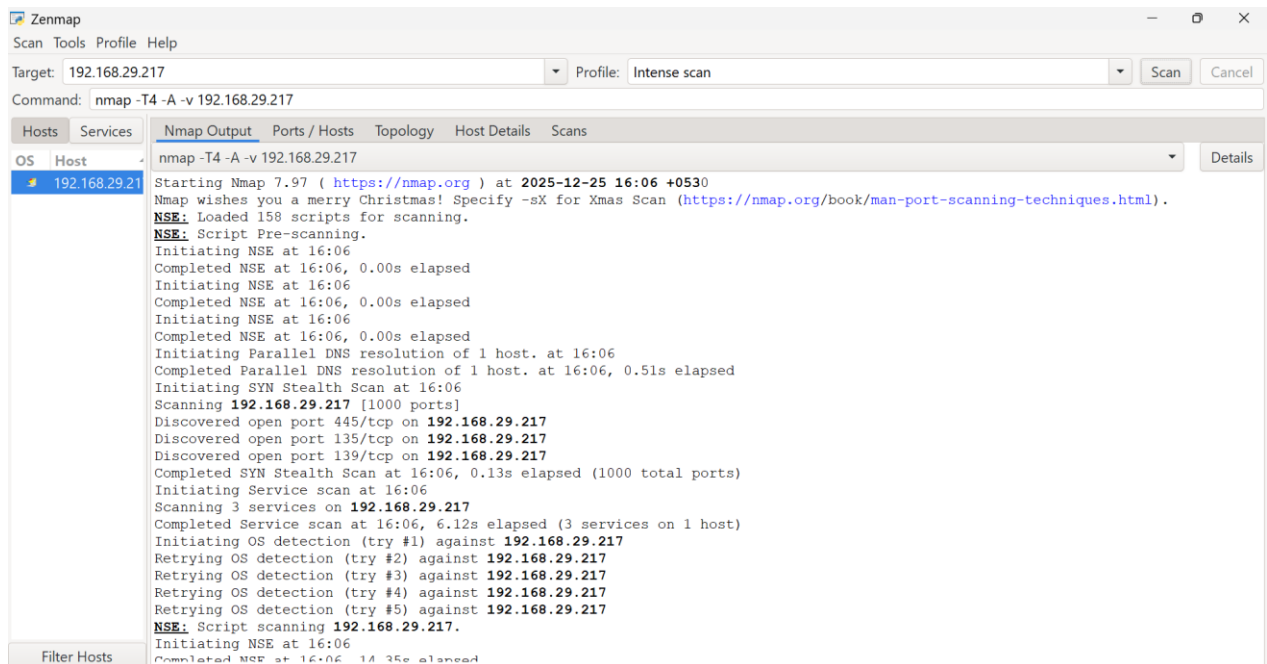 Zenmap
Scan Tools Profile Help
Target: 192.168.29.217 Profile: Intense scan Scan Cancel
Command: nmap -T4 -A -v 192.168.29.217
Hosts Services Nmap Output Ports / Hosts Topology Host Details Scans
OS Host nmap -T4 -A -v 192.168.29.217 Details
192.168.29.21
Starting Nmap 7.97 ( https://nmap.org ) at 2025-12-25 16:06 +0530
Nmap wishes you a merry Christmas! Specify -sX for Xmas Scan (https://nmap.org/book/man-port-scanning-techniques.html).
NSE: Loaded 158 scripts for scanning.
NSE: Script Pre-scanning.
Initiating NSE at 16:06
Completed NSE at 16:06, 0.00s elapsed
Initiating NSE at 16:06
Completed NSE at 16:06, 0.00s elapsed
Initiating NSE at 16:06
Completed NSE at 16:06, 0.00s elapsed
Initiating Parallel DNS resolution of 1 host. at 16:06
Completed Parallel DNS resolution of 1 host. at 16:06, 0.51s elapsed
Initiating SYN Stealth Scan at 16:06
Scanning 192.168.29.217 [1000 ports]
Discovered open port 445/tcp on 192.168.29.217
Discovered open port 135/tcp on 192.168.29.217
Discovered open port 139/tcp on 192.168.29.217
Completed SYN Stealth Scan at 16:06, 0.13s elapsed (1000 total ports)
Initiating Service scan at 16:06
Scanning 3 services on 192.168.29.217
Completed Service scan at 16:06, 6.12s elapsed (3 services on 1 host)
Initiating OS detection (try #1) against 192.168.29.217
Retrying OS detection (try #2) against 192.168.29.217
Retrying OS detection (try #3) against 192.168.29.217
Retrying OS detection (try #4) against 192.168.29.217
Retrying OS detection (try #5) against 192.168.29.217
NSE: Script scanning 192.168.29.217.
Initiating NSE at 16:06
Completed NSE at 16:06, 14.35s elapsed
Filter Hosts